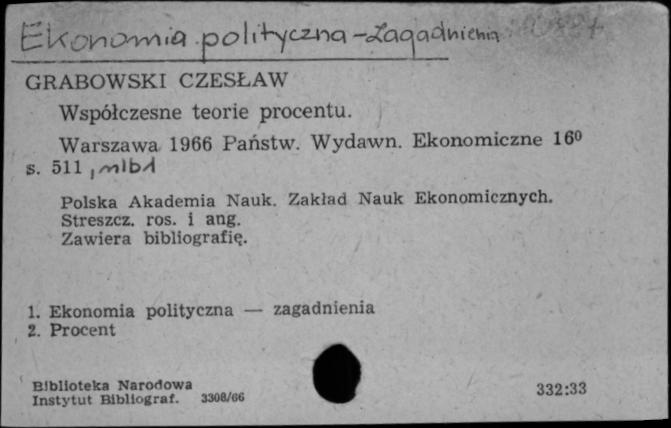 Ekonomia polityczna - Zagadnienia
GRABOWSKI CZESŁAW
Współczesne teorie procentu.
Warszawa 1966 Państw. Wydawn. Ekonomiczne 16⁰
s. 511, nlb1
Polska Akademia Nauk. Zakład Nauk Ekonomicznych.
Streszcz. ros. i ang.
Zawiera bibliografię.
1. Ekonomia polityczna — zagadnienia
2. Procent
Biblioteka Narodowa
Instytut Bibliograf. 3308/66
332:33